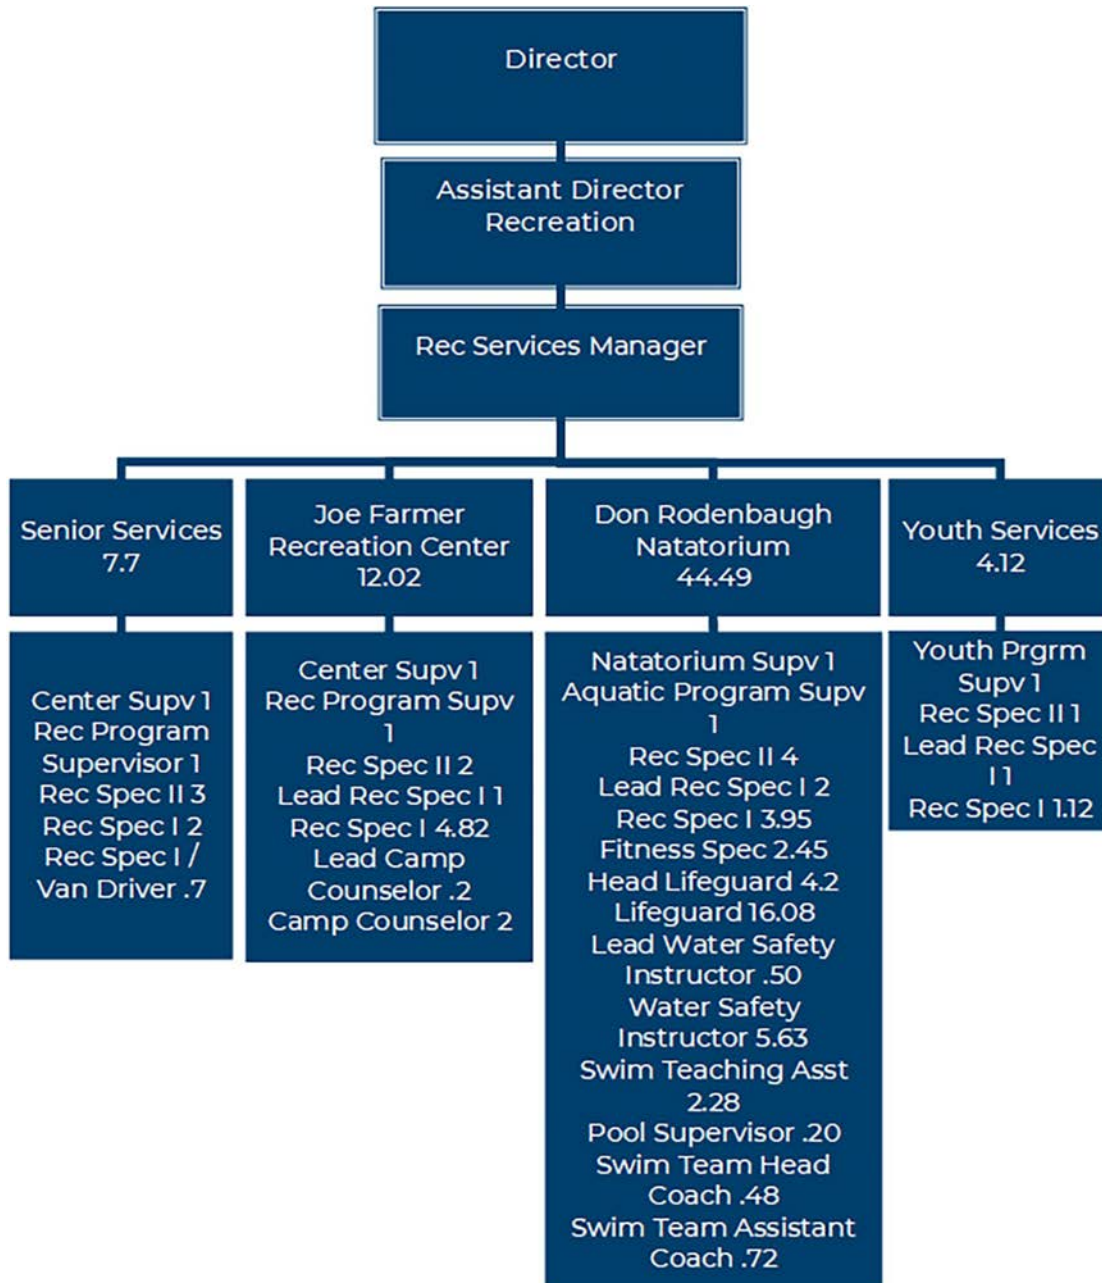 Director
Assistant Director
Recreation
Rec Services Manager
Senior Services
7.7
Joe Farmer
Recreation Center
12.02
Don Rodenbaugh
Natatorium
44.49
Youth Services
4.12
Center Supv 1
Rec Program
Supervisor 1
Rec Spec II 3
Rec Spec I 2
Rec Spec I /
Van Driver .7
Center Supv 1
Rec Program Supv
1
Rec Spec II 2
Lead Rec Spec I 1
Rec Spec I 4.82
Lead Camp
Counselor .2
Camp Counselor 2
Natatorium Supv 1
Aquatic Program Supv
1
Rec Spec II 4
Lead Rec Spec I 2
Rec Spec I 3.95
Fitness Spec 2.45
Head Lifeguard 4.2
Lifeguard 16.08
Lead Water Safety
Instructor .50
Water Safety
Instructor 5.63
Swim Teaching Asst
2.28
Pool Supervisor .20
Swim Team Head
Coach .48
Swim Team Assistant
Coach .72
Youth Prgrm
Supv 1
Rec Spec II 1
Lead Rec Spec
I 1
Rec Spec I 1.12